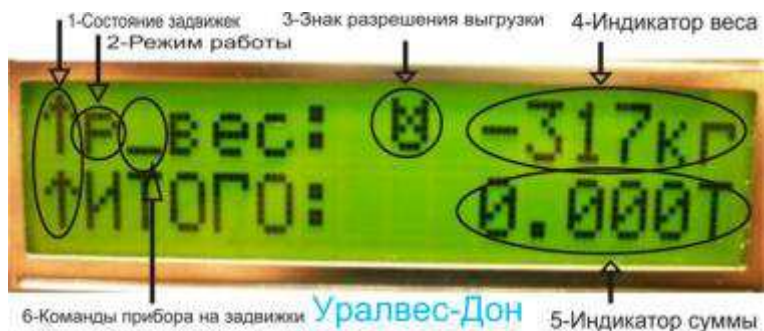 1-Состояние задвижек
3-Знак разрешения выгрузки
4-Индикатор веса
2-Режим работы
↑P_вес: -317кг
↑ИТОГО: 0.000Т
6-Команды прибора на задвижки
Уралвес-Дон
5-Индикатор суммы